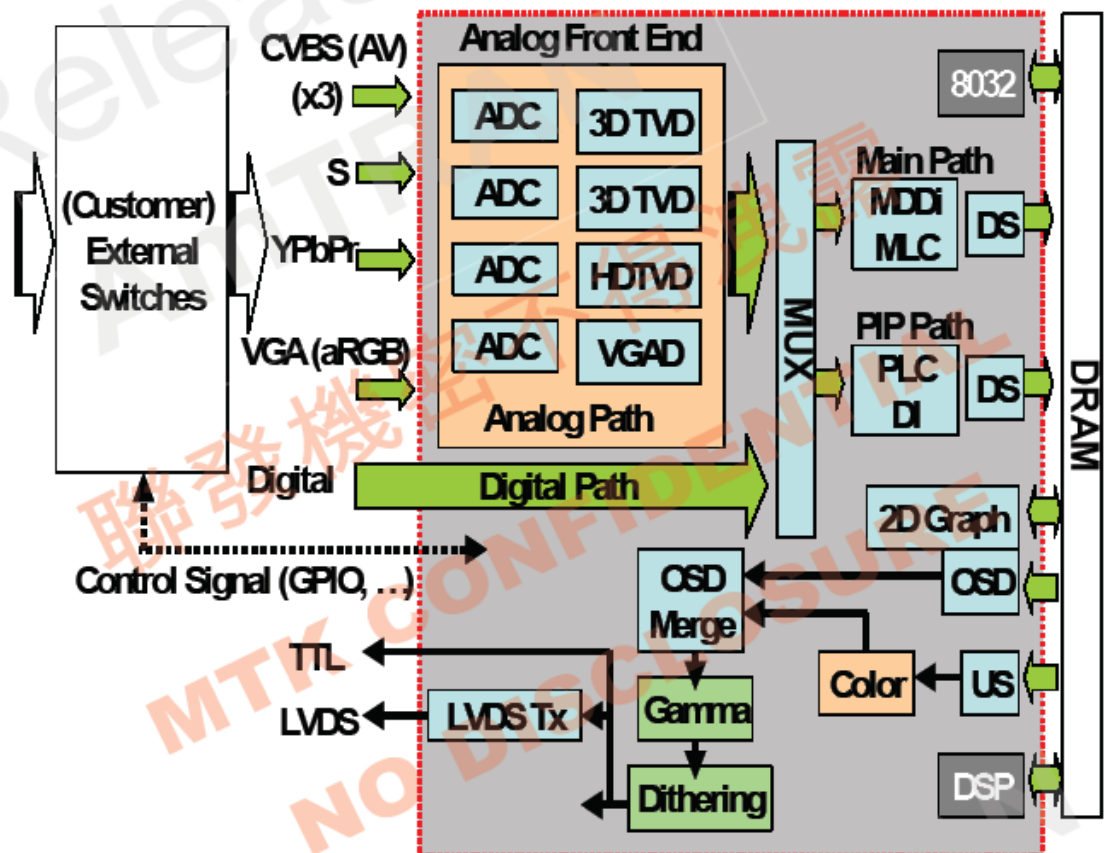 CVBS (AV)
(x3)
S
YPbPr
VGA (aRGB)
Digital
(Customer)
External
Switches
Control Signal (GPIO, …)
TTL
LVDS
Analog Front End
ADC
3D TVD
ADC
3D TVD
ADC
HDTVD
ADC
VGAD
Analog Path
Digital Path
MUX
8032
Main Path
MDDi
MLC
DS
PIP Path
PLC
DI
DS
2D Graph
OSD
OSD
Merge
Color
US
Gamma
LVDS Tx
Dithering
DSP
DRAM
聯發機密不得洩露
MTK CONFIDENTIAL
NO DISCLOSURE
AmTRAN